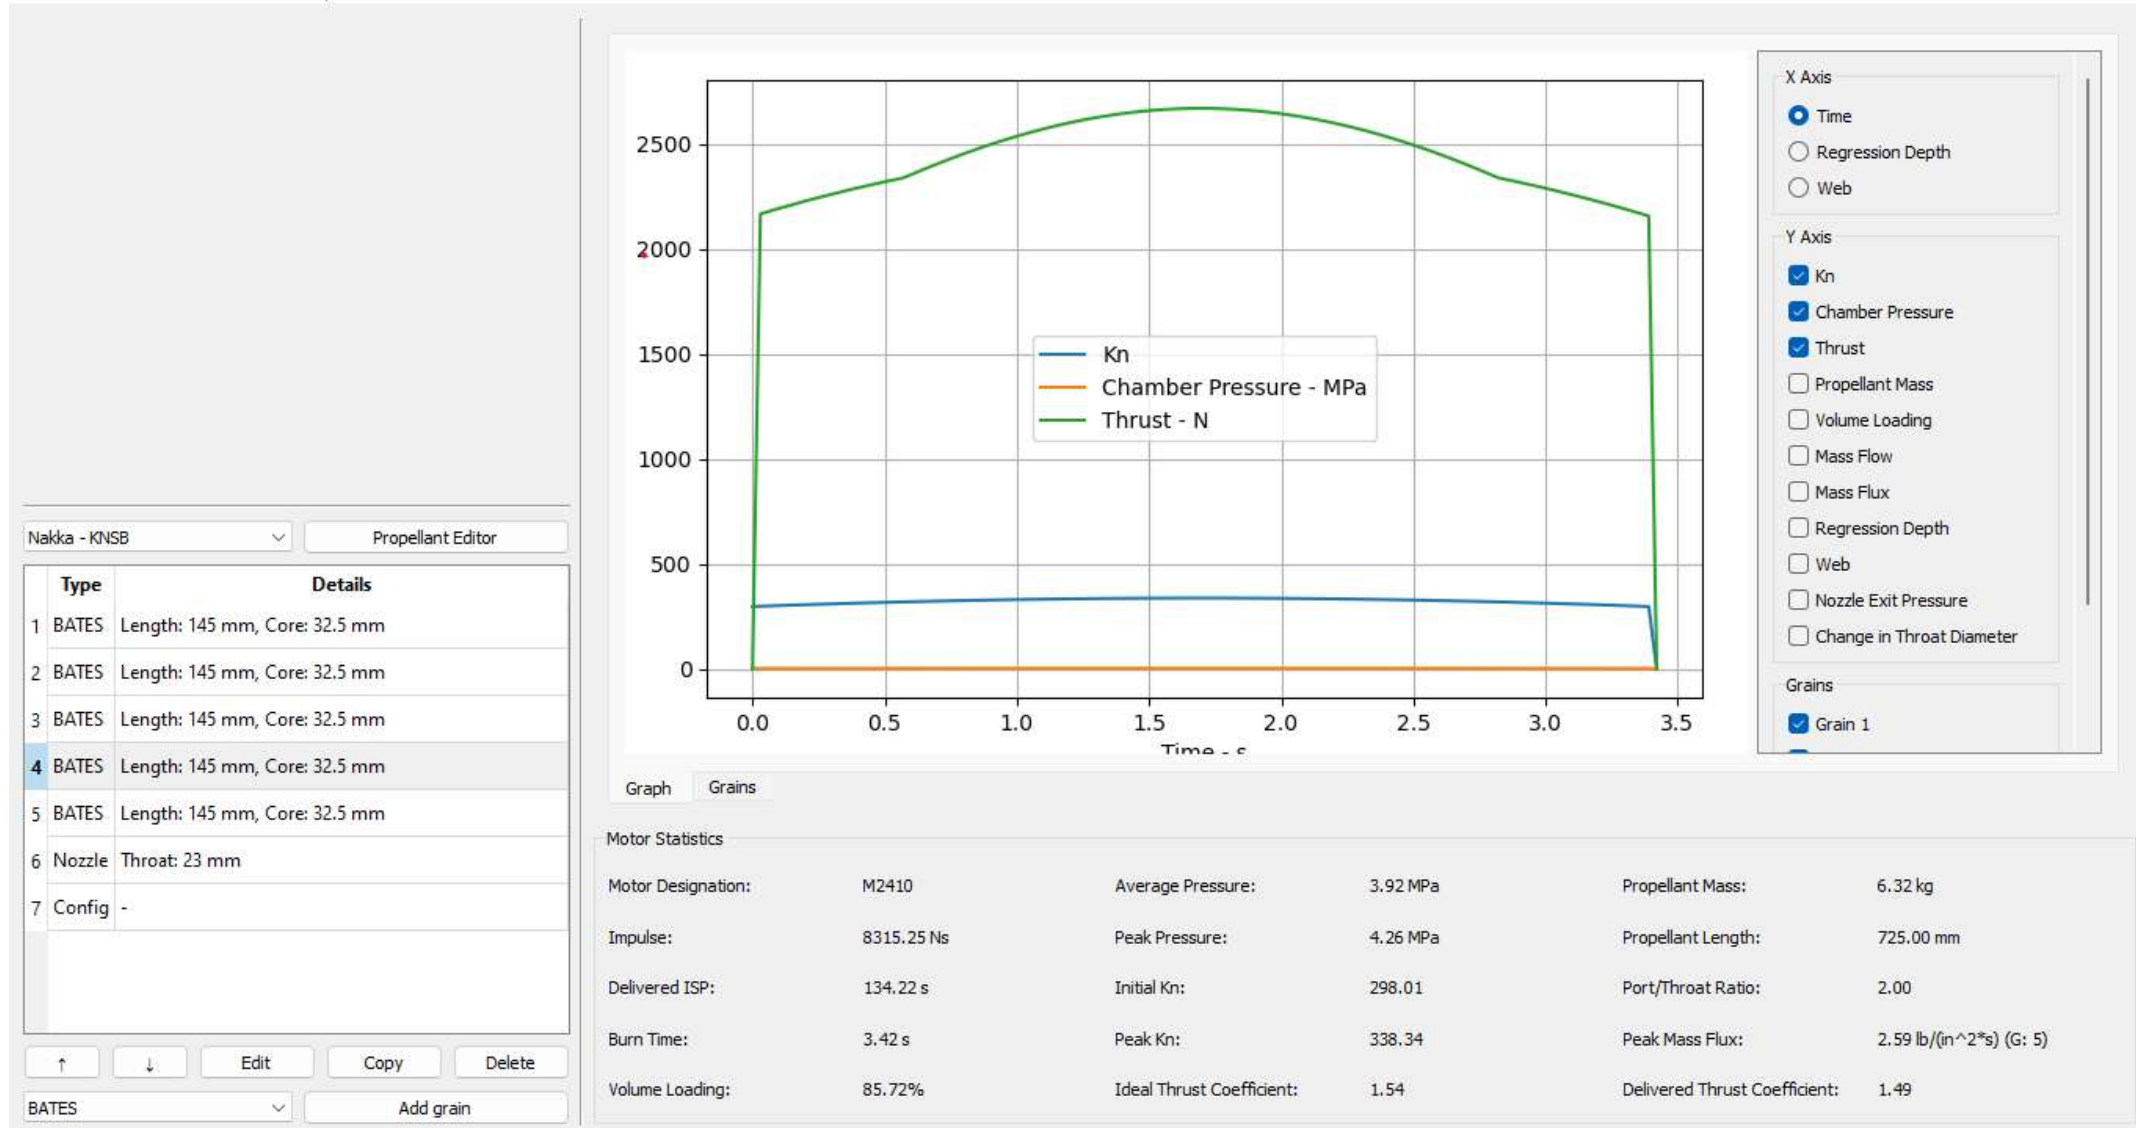 Nakka - KNSB
Propellant Editor
Type Details
1 BATES Length: 145 mm, Core: 32.5 mm
2 BATES Length: 145 mm, Core: 32.5 mm
3 BATES Length: 145 mm, Core: 32.5 mm
4 BATES Length: 145 mm, Core: 32.5 mm
5 BATES Length: 145 mm, Core: 32.5 mm
6 Nozzle Throat: 23 mm
7 Config -
↑ ↓ Edit Copy Delete
BATES Add grain
2500
2000
1500
1000
500
0
Kn
Chamber Pressure - MPa
Thrust - N
0.0 0.5 1.0 1.5 2.0 2.5 3.0 3.5
Time - s
X Axis
Time
Regression Depth
Web
Y Axis
Kn
Chamber Pressure
Thrust
Propellant Mass
Volume Loading
Mass Flow
Mass Flux
Regression Depth
Web
Nozzle Exit Pressure
Change in Throat Diameter
Grains
Grain 1
Graph Grains
Motor Statistics
Motor Designation: M2410 Average Pressure: 3.92 MPa Propellant Mass: 6.32 kg
Impulse: 8315.25 Ns Peak Pressure: 4.26 MPa Propellant Length: 725.00 mm
Delivered ISP: 134.22 s Initial Kn: 298.01 Port/Throat Ratio: 2.00
Burn Time: 3.42 s Peak Kn: 338.34 Peak Mass Flux: 2.59 lb/(in^2*s) (G: 5)
Volume Loading: 85.72% Ideal Thrust Coefficient: 1.54 Delivered Thrust Coefficient: 1.49